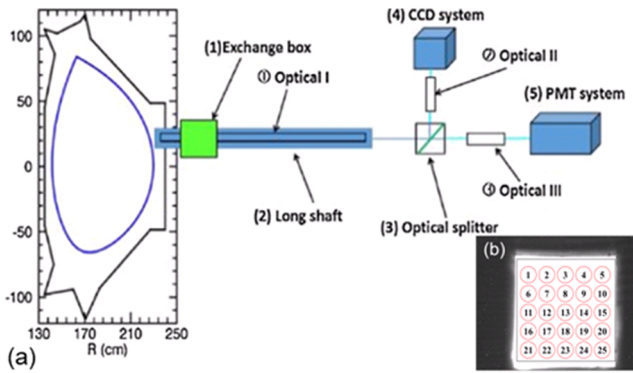 (4) CCD system
(1)Exchange box
① Optical I
② Optical II
(5) PMT system
(2) Long shaft
(3) Optical splitter
Optical III
100
50
0
-50
-100
130 170 210 250
R (cm)
(a)
(b)
1 2 3 4 5
6 7 8 9 10
11 12 13 14 15
16 17 18 19 20
21 22 23 24 25